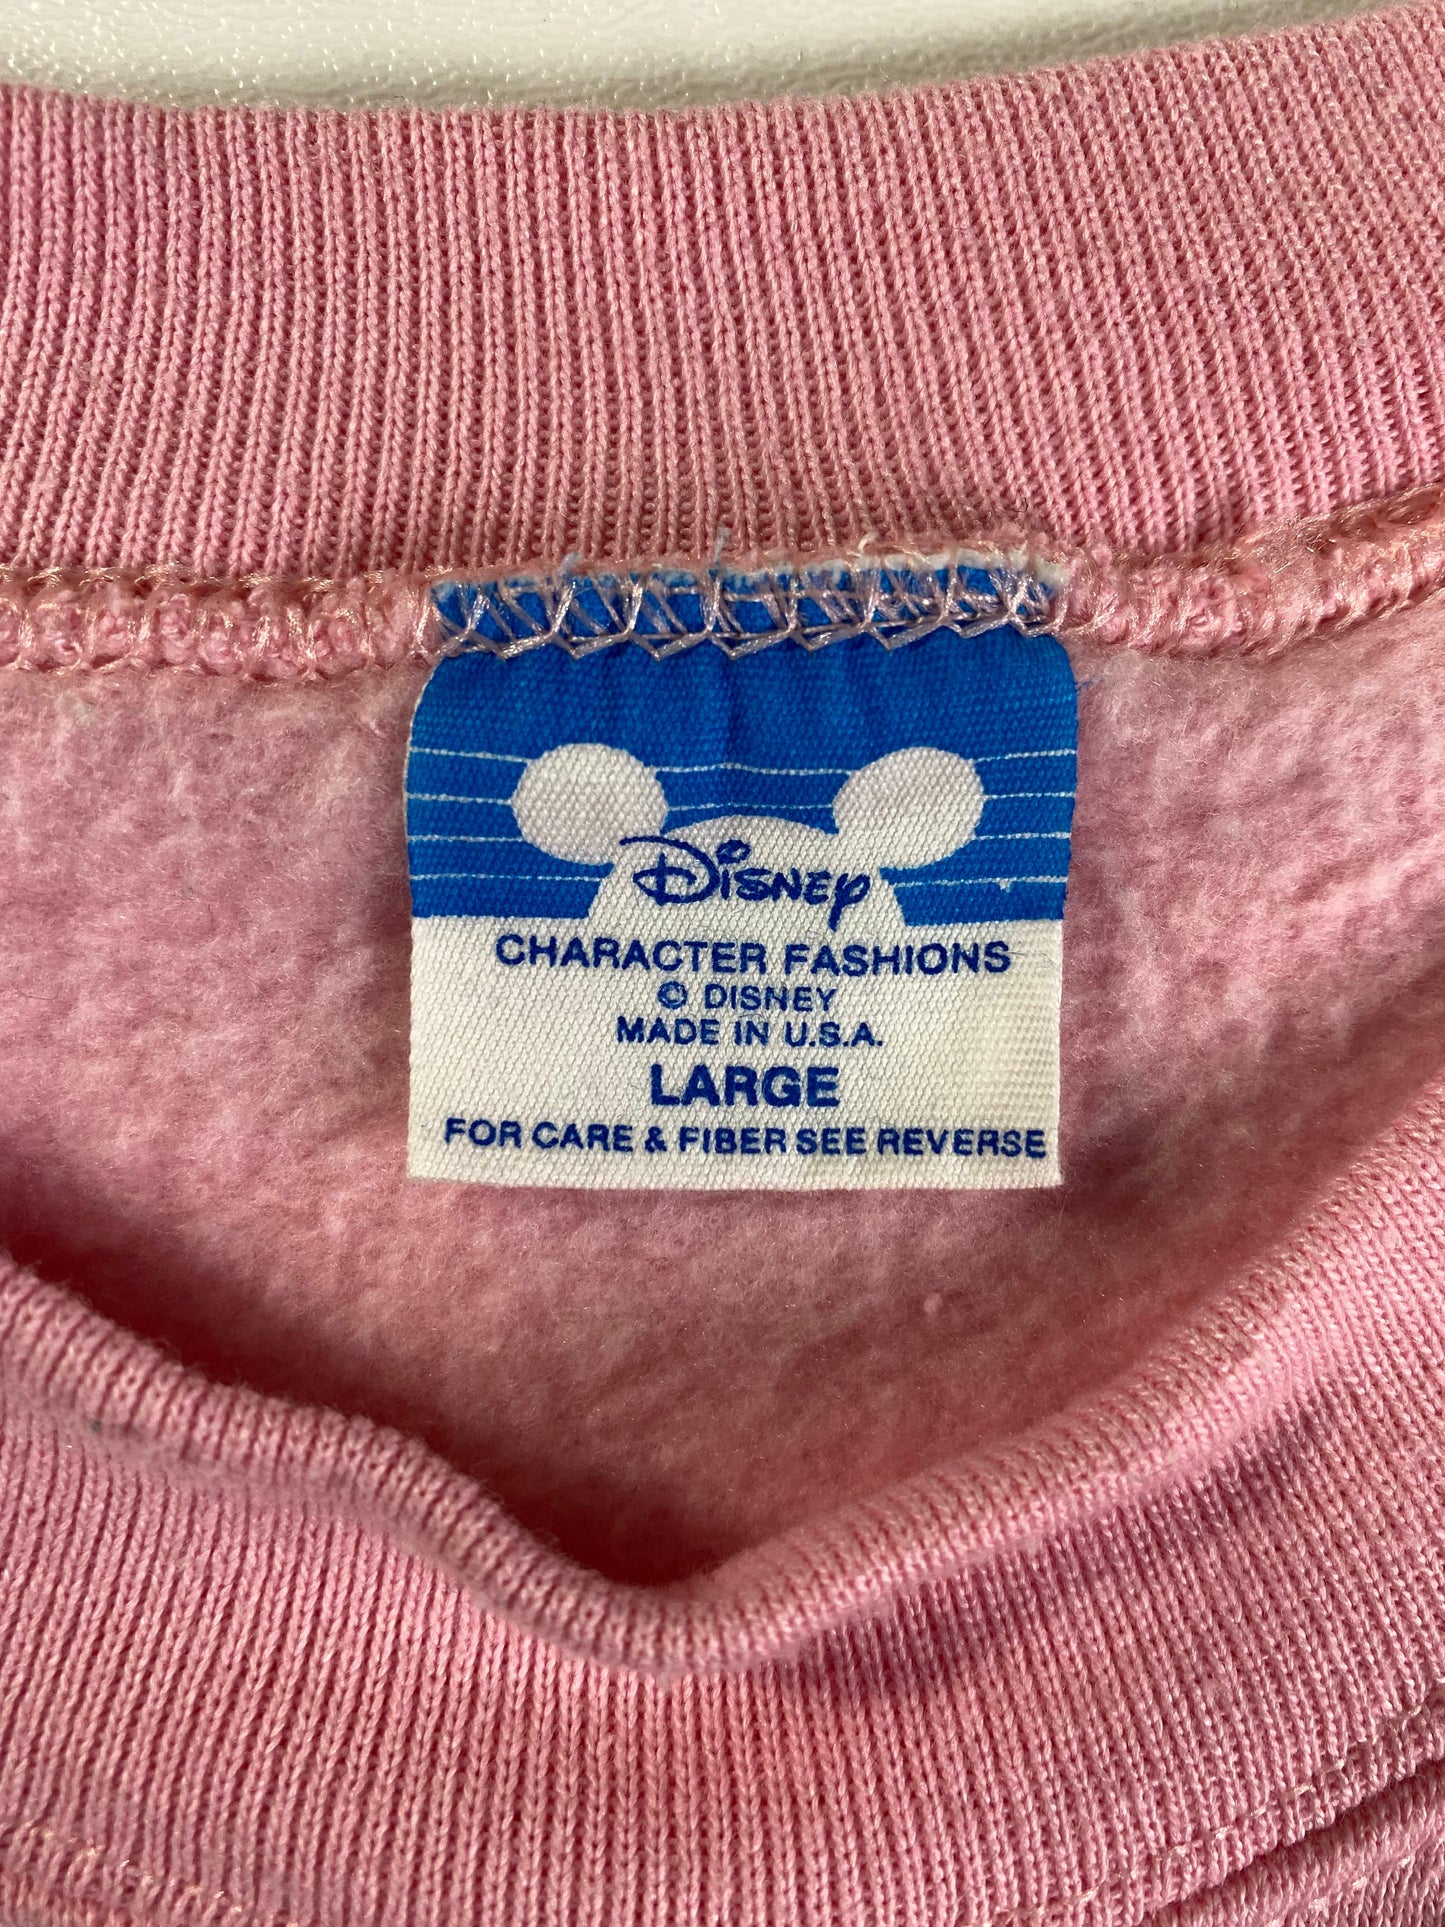 Disney
CHARACTER FASHIONS
© DISNEY
MADE IN U.S.A.
LARGE
FOR CARE & FIBER SEE REVERSE